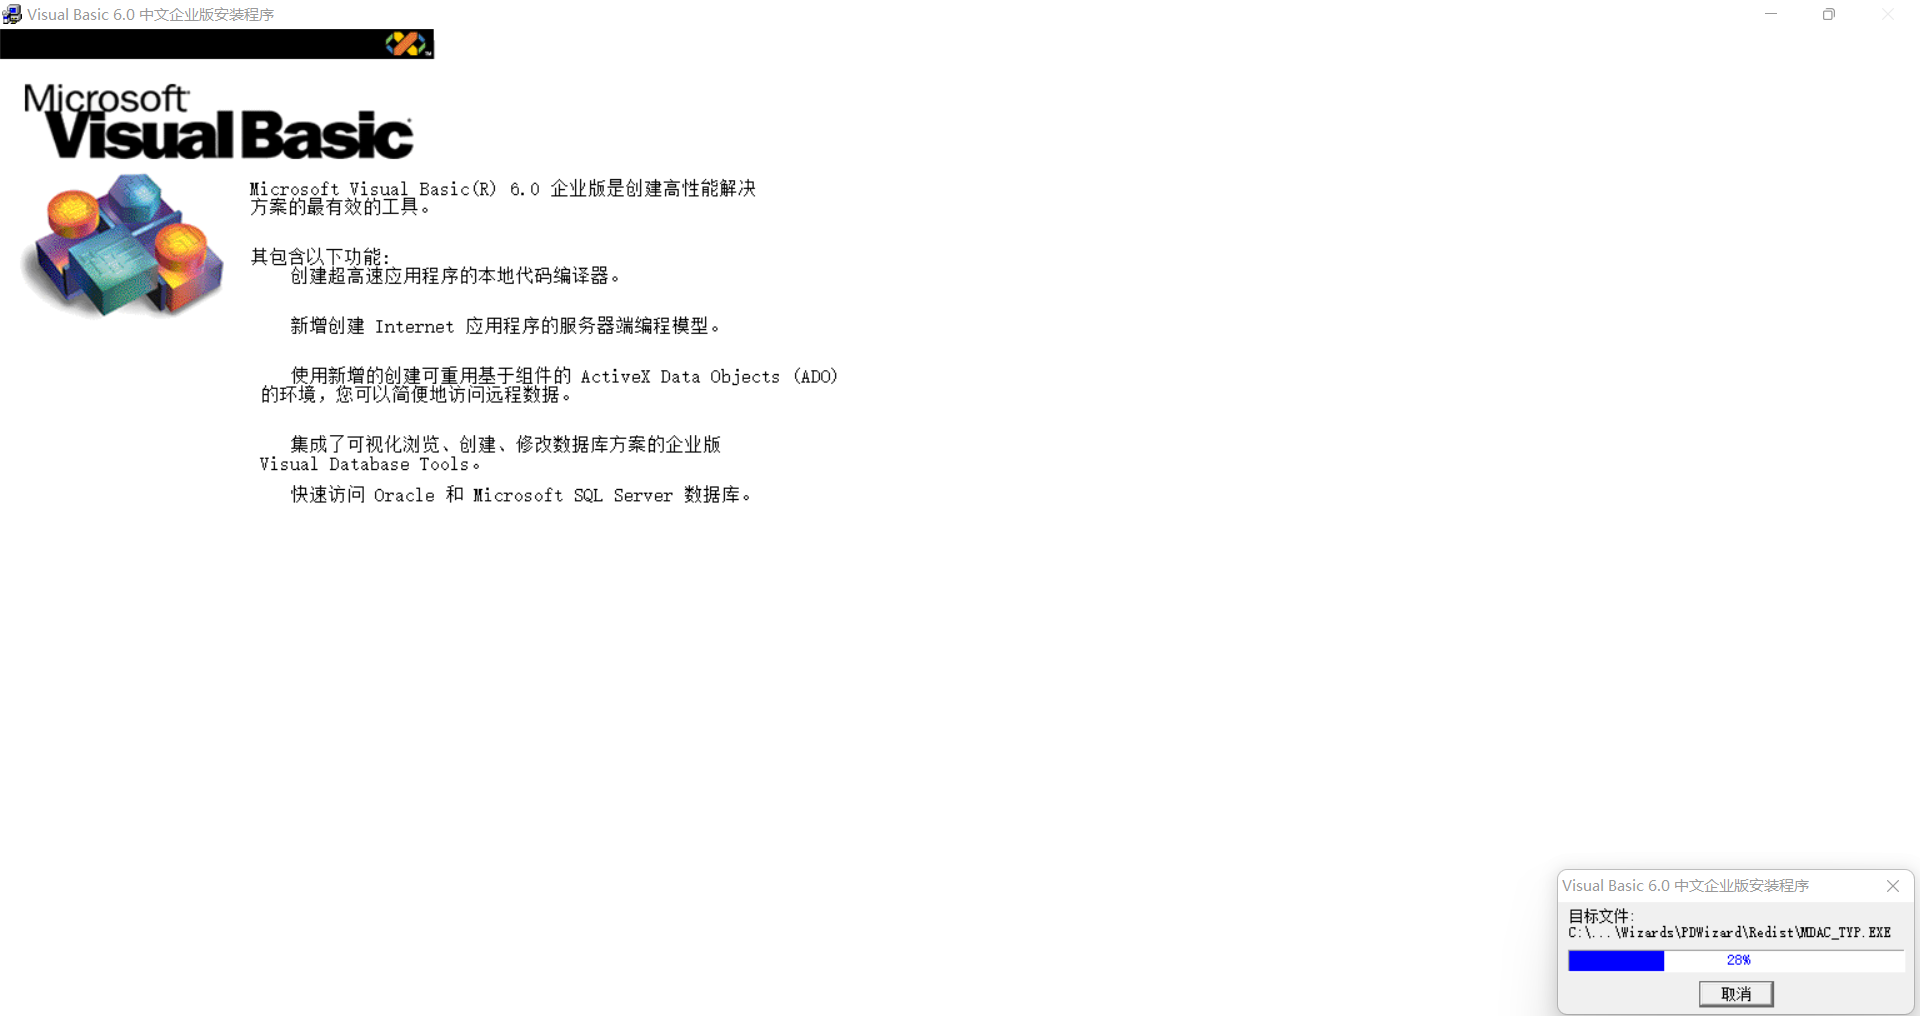 Visual Basic 6.0 中文企业版安装程序
Microsoft
Visual Basic
Microsoft Visual Basic(R) 6.0 企业版是创建高性能解决
方案的最有效的工具。
其包含以下功能:
创建超高速应用程序的本地代码编译器。
新增创建 Internet 应用程序的服务器端编程模型。
使用新增的创建可重用基于组件的 ActiveX Data Objects (ADO)
的环境，您可以简便地访问远程数据。
集成了可视化浏览、创建、修改数据库方案的企业版
Visual Database Tools。
快速访问 Oracle 和 Microsoft SQL Server 数据库。
Visual Basic 6.0 中文企业版安装程序
目标文件:
C:\...\Wizards\PDWizard\Redist\MDAC_TYP.EXE
28%
取消